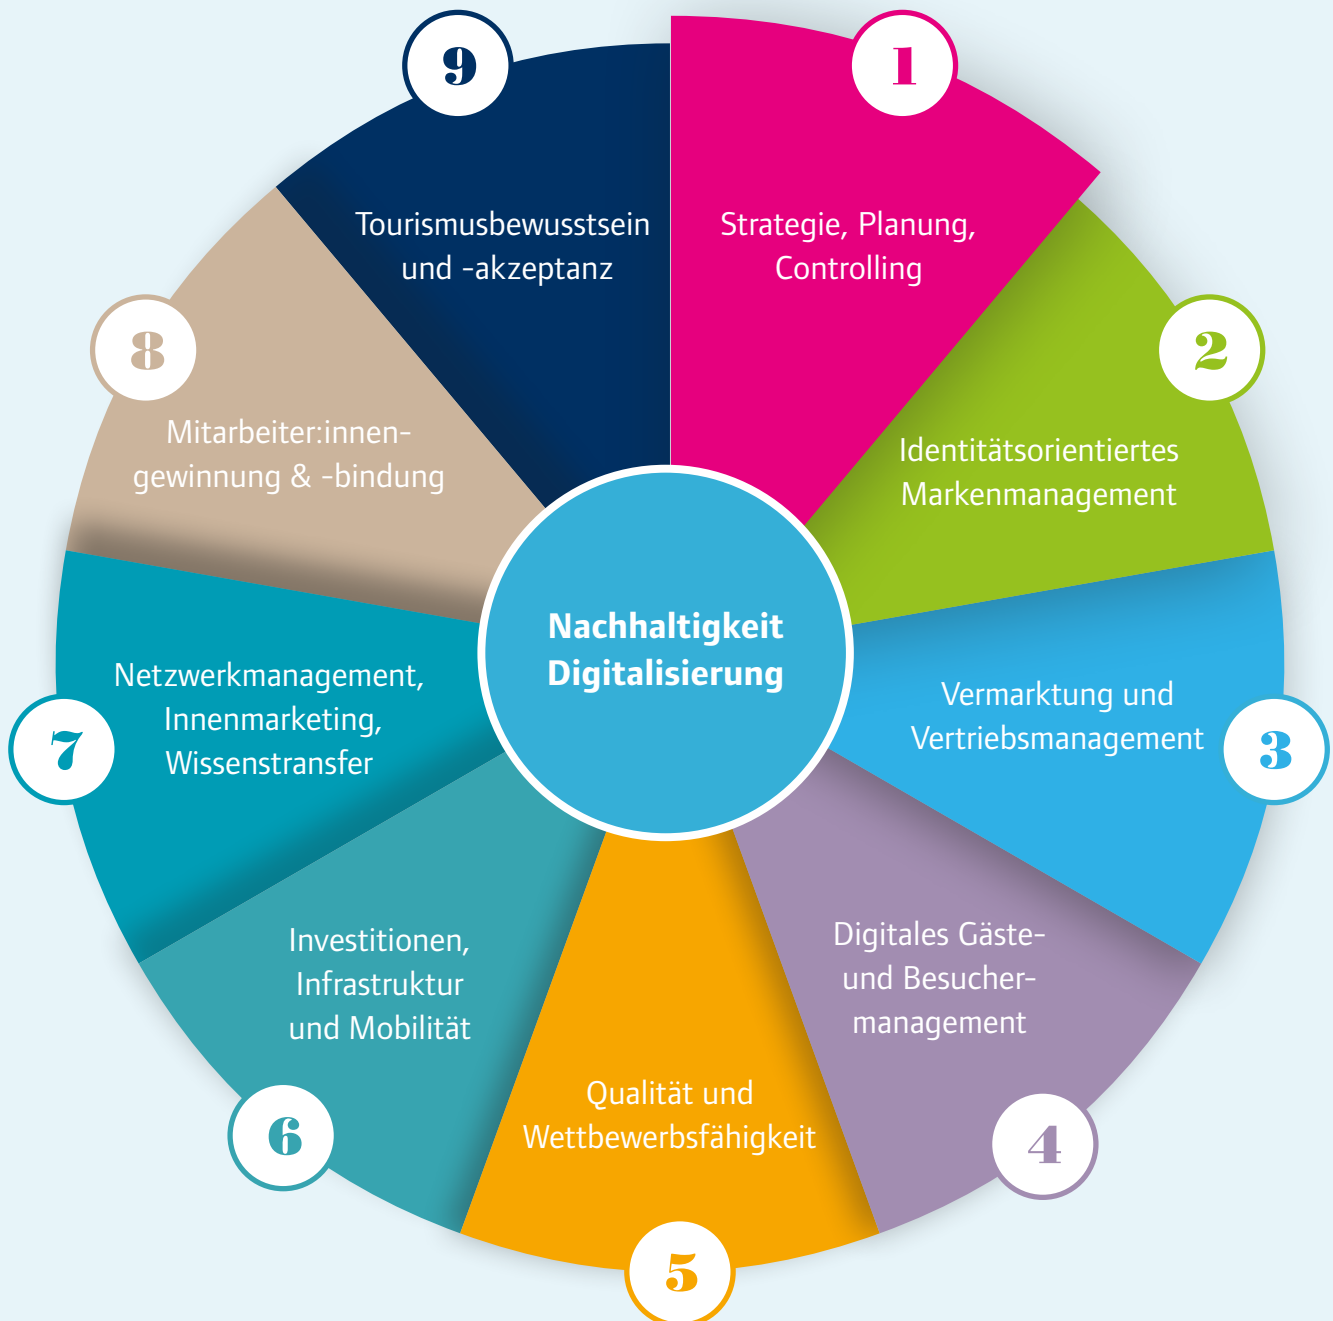 1
Strategie, Planung,
Controlling
2
Identitätsorientiertes
Markenmanagement
3
Vermarktung und
Vertriebsmanagement
4
Digitales Gäste-
und Besucher-
management
5
Qualität und
Wettbewerbsfähigkeit
6
Investitionen,
Infrastruktur
und Mobilität
7
Netzwerkmanagement,
Innenmarketing,
Wissenstransfer
8
Mitarbeiter:innen-
gewinnung & -bindung
9
Tourismusbewusstsein
und -akzeptanz
Nachhaltigkeit
Digitalisierung